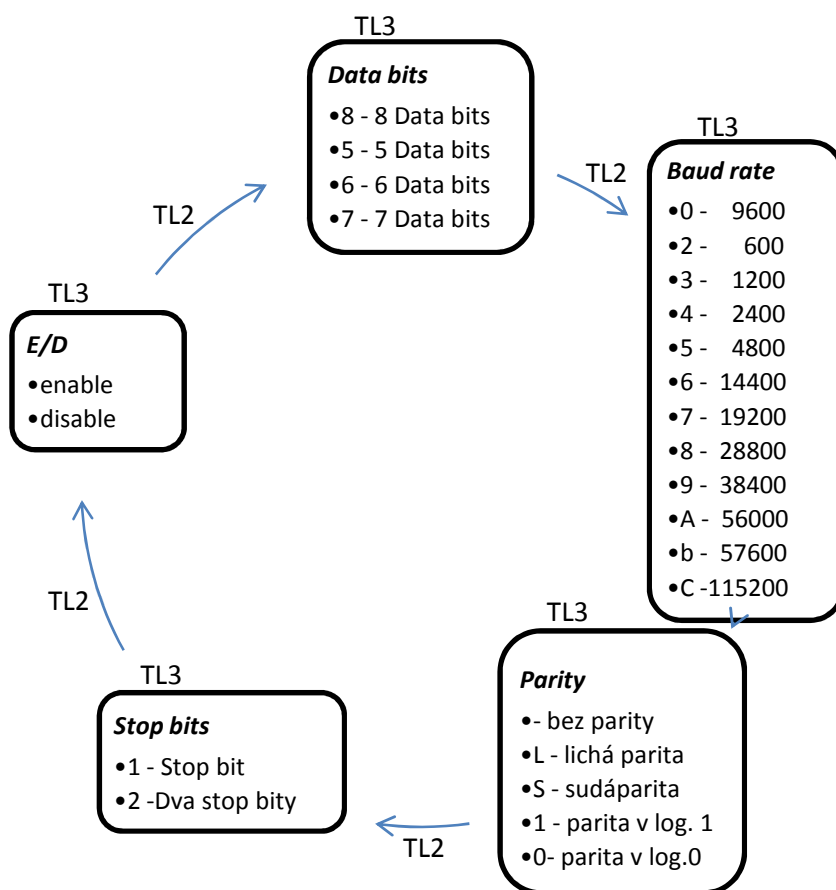 TL3
Data bits
•8 - 8 Data bits
•5 - 5 Data bits
•6 - 6 Data bits
•7 - 7 Data bits
TL2
TL3
Baud rate
•0 - 9600
•2 - 600
•3 - 1200
•4 - 2400
•5 - 4800
•6 - 14400
•7 - 19200
•8 - 28800
•9 - 38400
•A - 56000
•b - 57600
•C -115200
TL3
Parity
•- bez parity
•L - lichá parita
•S - sudáparita
•1 - parita v log. 1
•0- parita v log.0
TL2
TL3
Stop bits
•1 - Stop bit
•2 -Dva stop bity
TL2
TL3
E/D
•enable
•disable
TL2